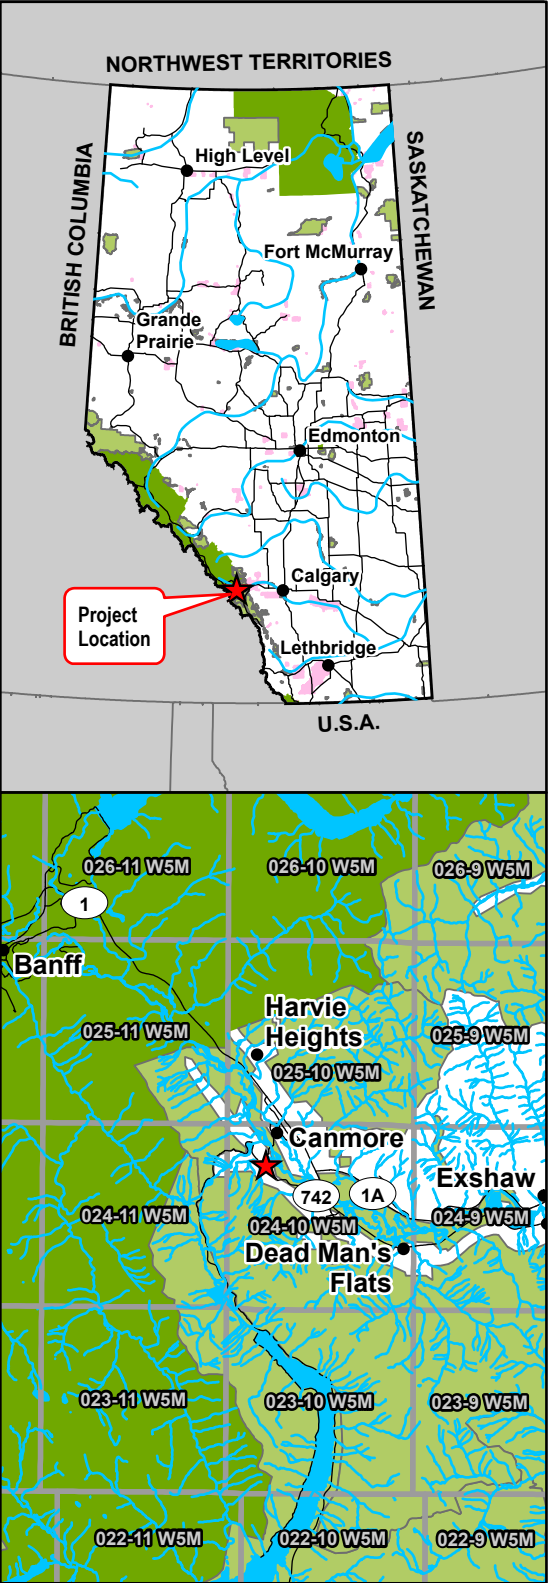 NORTHWEST TERRITORIES
BRITISH COLUMBIA
SASKATCHEWAN
High Level
Fort McMurray
Grande
Prairie
Edmonton
Calgary
Project
Location
Lethbridge
U.S.A.
026-11 W5M
026-10 W5M
026-9 W5M
1
Banff
Harvie
Heights
025-11 W5M
025-9 W5M
025-10 W5M
Canmore
Exshaw
742
1A
024-11 W5M
024-10 W5M
024-9 W5M
Dead Man's
Flats
023-11 W5M
023-10 W5M
023-9 W5M
022-11 W5M
022-10 W5M
022-9 W5M